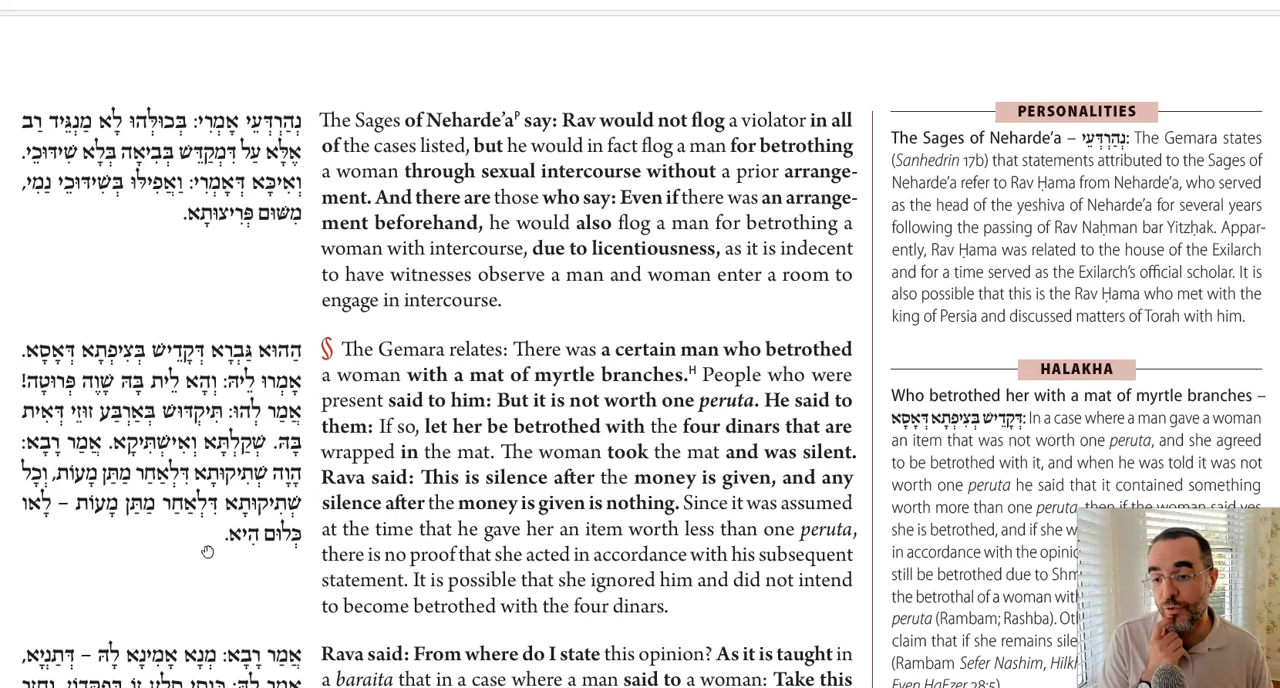 נְהַרְדְּעֵי אָמְרִי: בְּכוּלְּהוּ לָא מַנְגֵּיד רַב
אֶלָּא עַל דִּמְקַדֵּשׁ בְּבִיאָה בְּלָא שִׁידּוּכֵי.
וְאִיכָּא דְּאָמְרִי: וַאֲפִילּוּ בְּשִׁידּוּכֵי נַמִי,
מִשּׁוּם פְּרִיצוּתָא.
The Sages of Neharde'aᴾ say: Rav would not flog a violator in all
of the cases listed, but he would in fact flog a man for betrothing
a woman through sexual intercourse without a prior arrange-
ment. And there are those who say: Even if there was an arrange-
ment beforehand, he would also flog a man for betrothing a
woman with intercourse, due to licentiousness, as it is indecent
to have witnesses observe a man and woman enter a room to
engage in intercourse.
הַהוּא גַּבְרָא דְּקַדֵּישׁ בְּצִיפְּתָא דְּאָסָא.
אֲמַרוּ לֵיהּ: וְהָא לֵית בַּהּ שָׁוֶה פְּרוּטָה!
אֲמַר לְהוּ: תִּיקְדּוּשׁ בְּאַרְבַּע זוּזֵי דְּאִית
בַּהּ. שְׁקַלְתָּא וְאִישְׁתִּיקָא. אֲמַר רָבָא:
הָוָה שְׁתִיקוּתָא דִּלְאַחַר מַתַּן מָעוֹת, וְכׇל
שְׁתִיקוּתָא דִּלְאַחַר מַתַּן מָעוֹת – לָאו
כְּלוּם הִיא.
§ The Gemara relates: There was a certain man who betrothed
a woman with a mat of myrtle branches.ᴴ People who were
present said to him: But it is not worth one peruta. He said to
them: If so, let her be betrothed with the four dinars that are
wrapped in the mat. The woman took the mat and was silent.
Rava said: This is silence after the money is given, and any
silence after the money is given is nothing. Since it was assumed
at the time that he gave her an item worth less than one peruta,
there is no proof that she acted in accordance with his subsequent
statement. It is possible that she ignored him and did not intend
to become betrothed with the four dinars.
אֲמַר רָבָא: מְנָא אָמֵינָא לַהּ – דְּתַנְיָא,
Rava said: From where do I state this opinion? As it is taught in
a baraita that in a case where a man said to a woman: Take this
PERSONALITIES
The Sages of Neharde'a – נְהַרְדְּעֵי: The Gemara states
(Sanhedrin 17b) that statements attributed to the Sages of
Neharde'a refer to Rav Ḥama from Neharde'a, who served
as the head of the yeshiva of Neharde'a for several years
following the passing of Rav Naḥman bar Yitzḥak. Appar-
ently, Rav Ḥama was related to the house of the Exilarch
and for a time served as the Exilarch's official scholar. It is
also possible that this is the Rav Ḥama who met with the
king of Persia and discussed matters of Torah with him.
HALAKHA
Who betrothed her with a mat of myrtle branches –
דְּקַדֵּישׁ בְּצִיפְּתָא דְּאָסָא: In a case where a man gave a woman
an item that was not worth one peruta, and she agreed
to be betrothed with it, and when he was told it was not
worth one peruta he said that it contained something
worth more than one peruta, then if the woman said yes
she is betrothed, and if she
in accordance with the
still be betrothed due to
the betrothal of a woman
peruta (Rambam; Rashba).
claim that if she remains
(Rambam Sefer Nashim,
Even HaEzer 28:5).